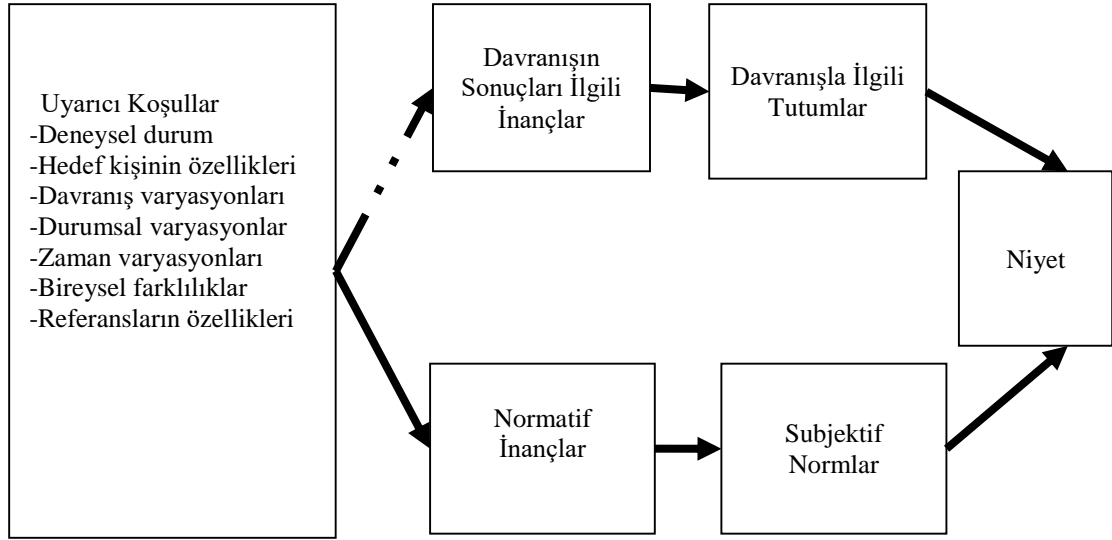 Uyarıcı Koşullar
-Deneysel durum
-Hedef kişinin özellikleri
-Davranış varyasyonları
-Durumsal varyasyonlar
-Zaman varyasyonları
-Bireysel farklılıklar
-Referansların özellikleri
Davranışın
Sonuçları İlgili
İnançlar
Davranışla İlgili
Tutumlar
Niyet
Normatif
İnançlar
Subjektif
Normlar